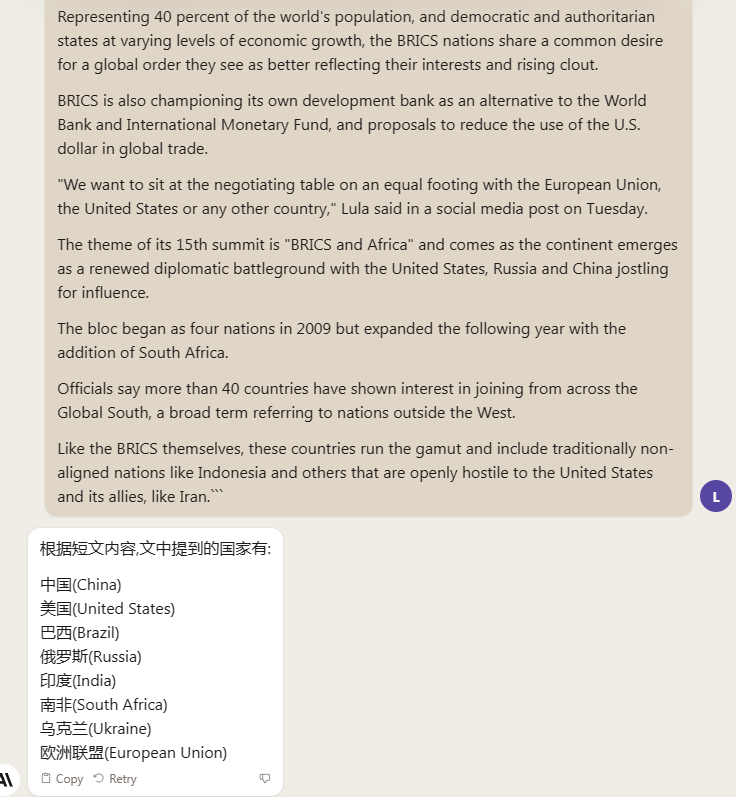 Representing 40 percent of the world's population, and democratic and authoritarian
states at varying levels of economic growth, the BRICS nations share a common desire
for a global order they see as better reflecting their interests and rising clout.
BRICS is also championing its own development bank as an alternative to the World
Bank and International Monetary Fund, and proposals to reduce the use of the U.S.
dollar in global trade.
"We want to sit at the negotiating table on an equal footing with the European Union,
the United States or any other country," Lula said in a social media post on Tuesday.
The theme of its 15th summit is "BRICS and Africa" and comes as the continent emerges
as a renewed diplomatic battleground with the United States, Russia and China jostling
for influence.
The bloc began as four nations in 2009 but expanded the following year with the
addition of South Africa.
Officials say more than 40 countries have shown interest in joining from across the
Global South, a broad term referring to nations outside the West.
Like the BRICS themselves, these countries run the gamut and include traditionally non-
aligned nations like Indonesia and others that are openly hostile to the United States
and its allies, like Iran.```
L
根据短文内容,文中提到的国家有:
中国(China)
美国(United States)
巴西(Brazil)
俄罗斯(Russia)
印度(India)
南非(South Africa)
乌克兰(Ukraine)
欧洲联盟(European Union)
Copy Retry